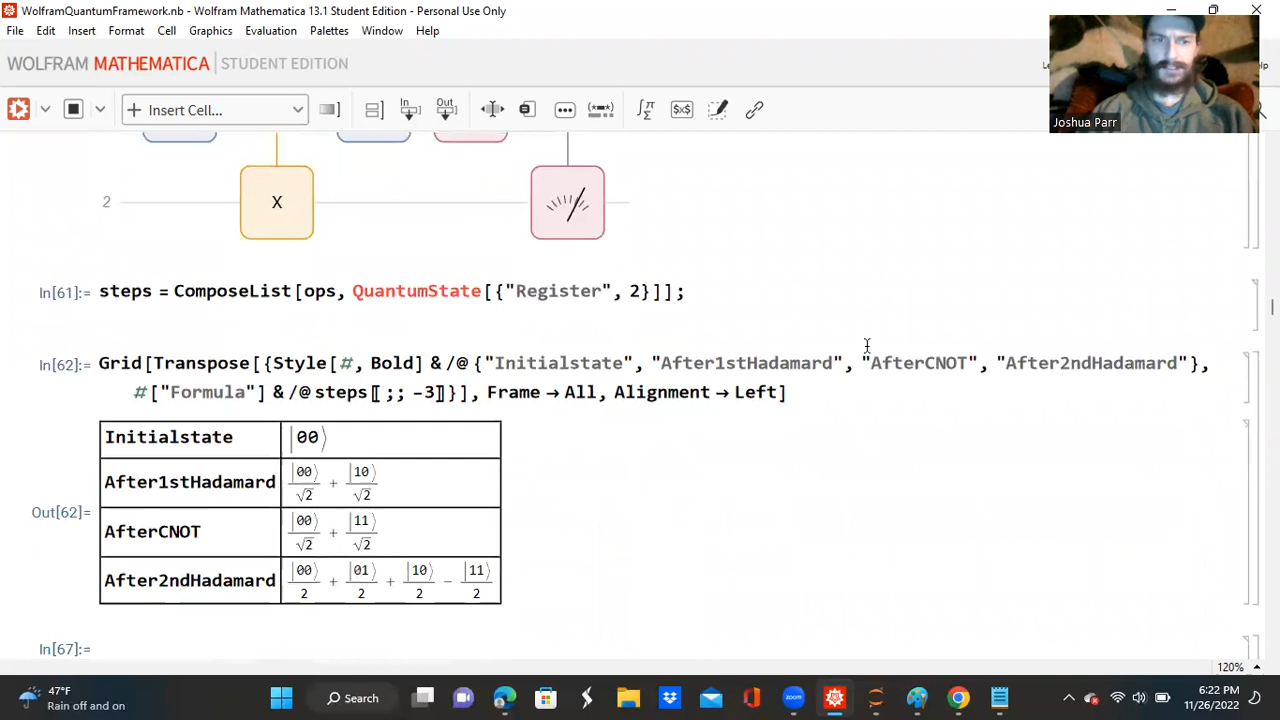 WolframQuantumFramework.nb - Wolfram Mathematica 13.1 Student Edition - Personal Use Only
File Edit Insert Format Cell Graphics Evaluation Palettes Window Help
WOLFRAM MATHEMATICA | STUDENT EDITION
Joshua Parr
Insert Cell... In Out $x$
2 X
In[61]:= steps = ComposeList[ops, QuantumState[{"Register", 2}]];
In[62]:= Grid[Transpose[{Style[#, Bold] & /@ {"Initialstate", "After1stHadamard", "AfterCNOT", "After2ndHadamard"},
#["Formula"] & /@ steps〚;; -3〛}], Frame → All, Alignment → Left]
Initialstate |00⟩
After1stHadamard |00⟩/√2 + |10⟩/√2
Out[62]=
AfterCNOT |00⟩/√2 + |11⟩/√2
After2ndHadamard |00⟩/2 + |01⟩/2 + |10⟩/2 - |11⟩/2
In[67]:=
120%
47°F
Rain off and on
Search
6:22 PM
11/26/2022